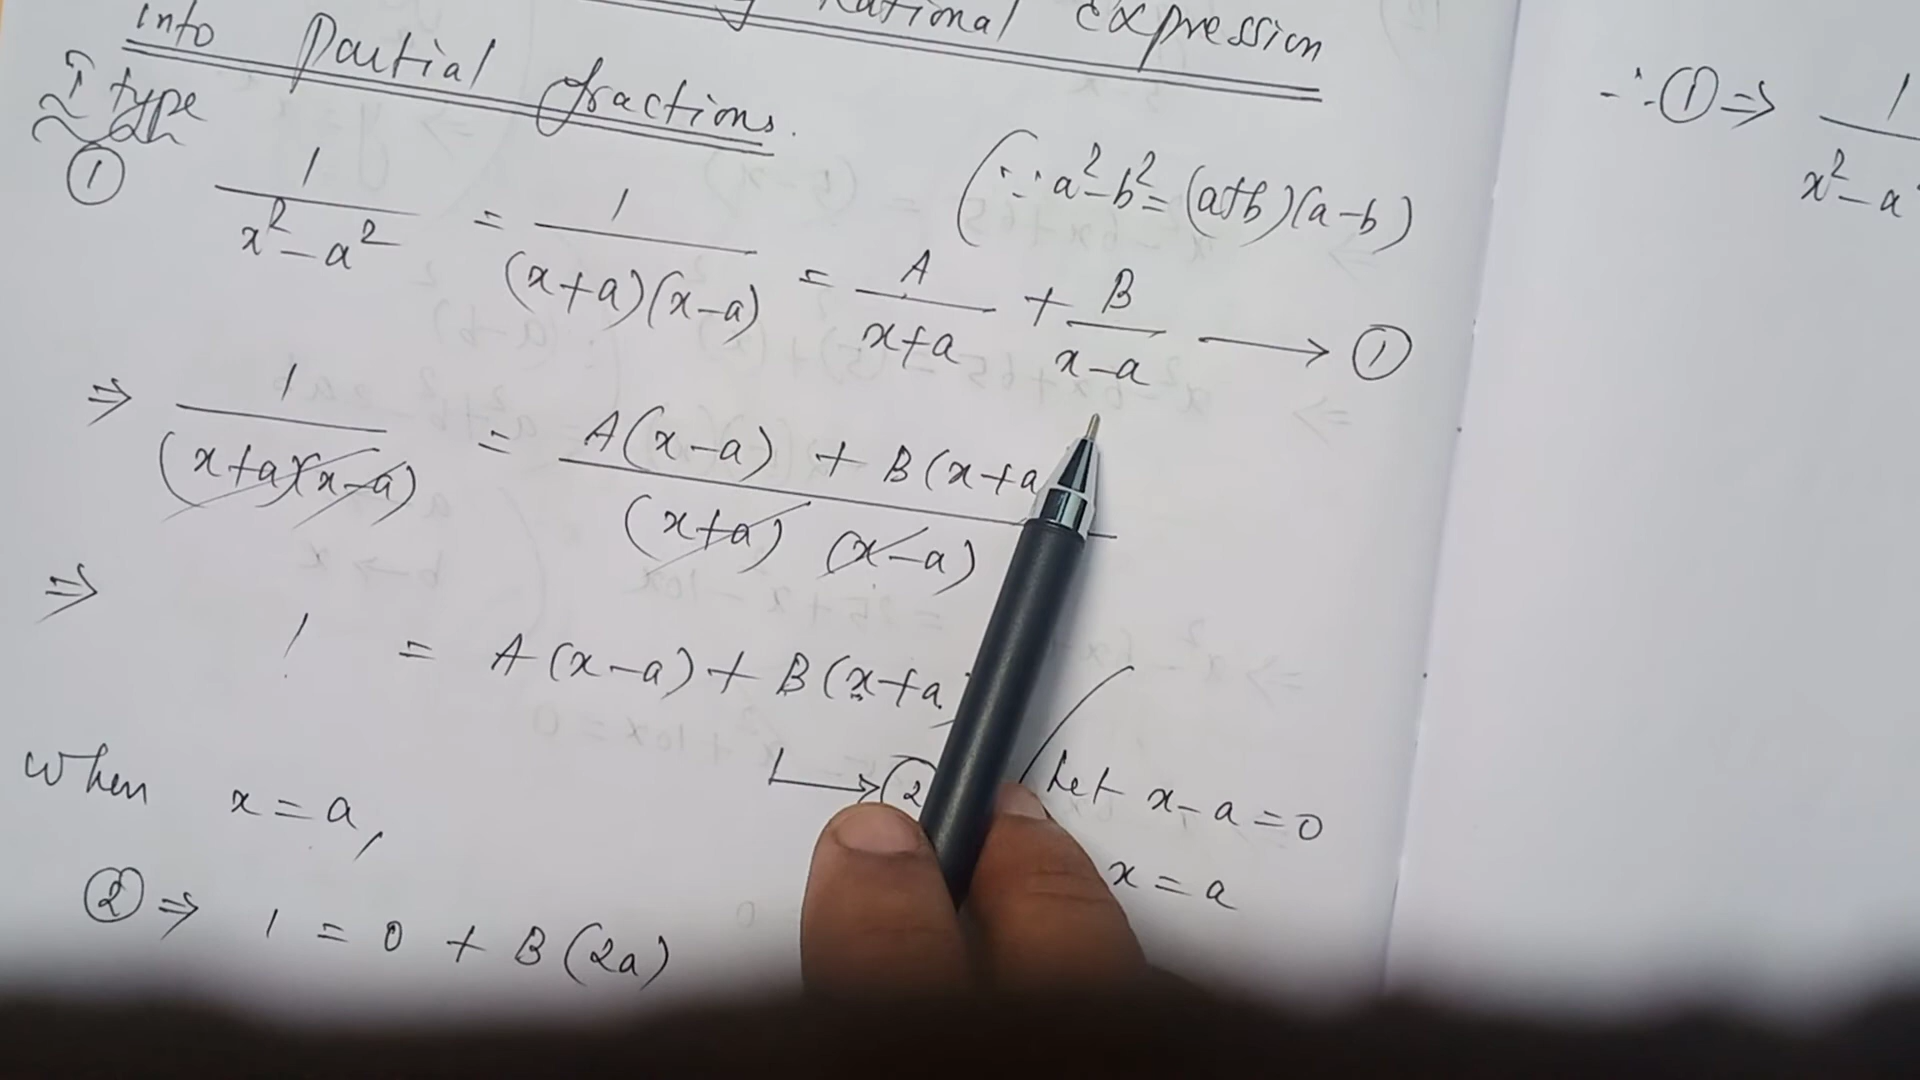 Rational Expression
into Partial fractions.
I type
① 1/(x²-a²) = 1/((x+a)(x-a)) = A/(x+a) + B/(x-a) ⟶ ①
(∵ a²-b² = (a+b)(a-b)
⇒ 1/((x+a)(x-a)) = (A(x-a) + B(x+a)/((x+a) (x-a))
⇒ 1 = A(x-a) + B(x+a)
↳ ②
When x = a,
② ⇒ 1 = 0 + B(2a)
Let x-a = 0
x = a
∴ ① ⇒ 1/(x²-a²